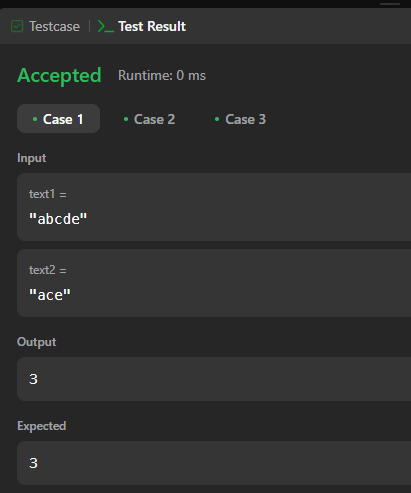 Testcase | >_ Test Result
Accepted Runtime: 0 ms
• Case 1 • Case 2 • Case 3
Input
text1 =
"abcde"
text2 =
"ace"
Output
3
Expected
3